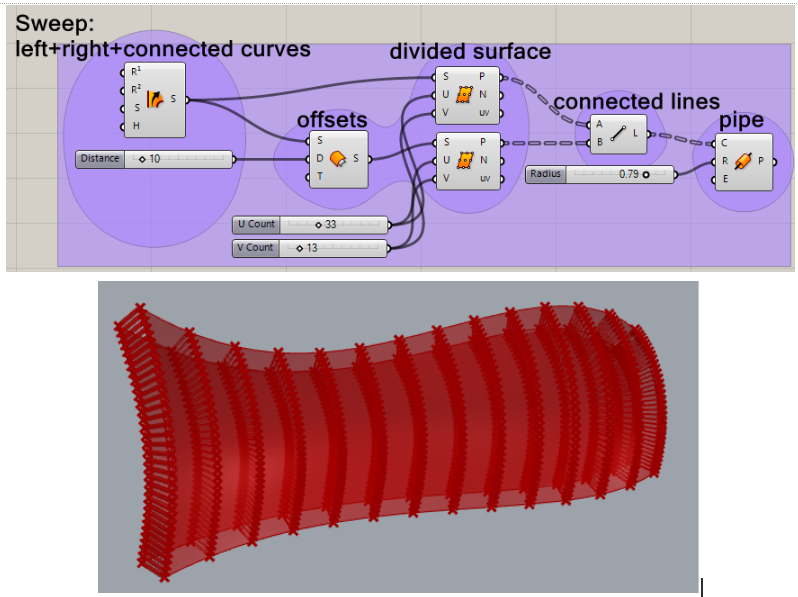 Sweep:
left+right+connected curves
divided surface
connected lines
offsets
pipe
R¹
R²
S
H
S
Distance 10
S
D
T
S
S
U
V
P
N
UV
S
U
V
P
N
UV
A
B
L
C
R
E
P
Radius 0.79
U Count 33
V Count 13